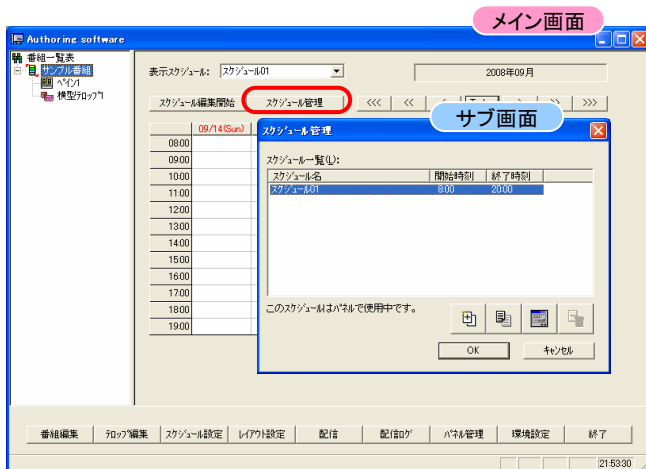 メイン画面
Authoring software
番組一覧表
サンプル番組
ﾍﾟｲﾝ1
横型ﾃﾛｯﾌﾟ1
表示ｽｹｼﾞｭｰﾙ:
ｽｹｼﾞｭｰﾙ01
2008年09月
ｽｹｼﾞｭｰﾙ編集開始
ｽｹｼﾞｭｰﾙ管理
<<<
<<
>>>
サブ画面
09/14(Sun)
08:00
09:00
10:00
11:00
12:00
13:00
14:00
15:00
16:00
17:00
18:00
19:00
ｽｹｼﾞｭｰﾙ管理
ｽｹｼﾞｭｰﾙ一覧(L):
ｽｹｼﾞｭｰﾙ名
開始時刻
終了時刻
ｽｹｼﾞｭｰﾙ01
8:00
20:00
このｽｹｼﾞｭｰﾙはﾊﾟﾈﾙで使用中です。
OK
ｷｬﾝｾﾙ
番組編集
ﾃﾛｯﾌﾟ編集
ｽｹｼﾞｭｰﾙ設定
ﾚｲｱｳﾄ設定
配信
配信ﾛｸﾞ
ﾊﾟﾈﾙ管理
環境設定
終了
21:53:30